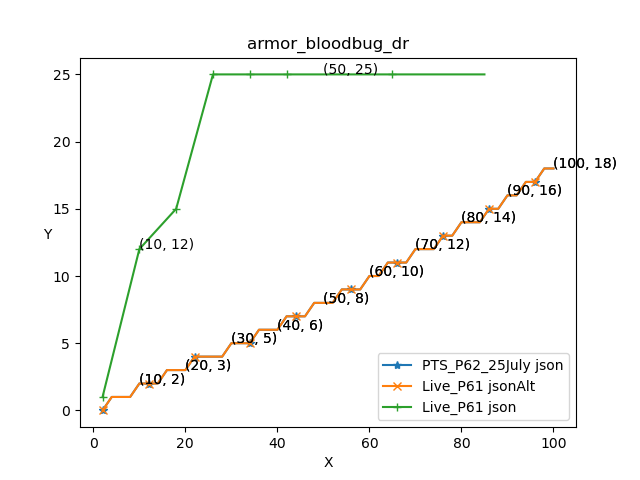 armor_bloodbug_dr
25
(50, 25)
20
(100, 18)
(90, 16)
15
(80, 14)
Y
(10, 12)
(70, 12)
10
(60, 10)
(50, 8)
(40, 6)
5
(30, 5)
(20, 3)
(10, 2)
0
PTS_P62_25July json
Live_P61 jsonAlt
Live_P61 json
0 20 40 60 80 100
X